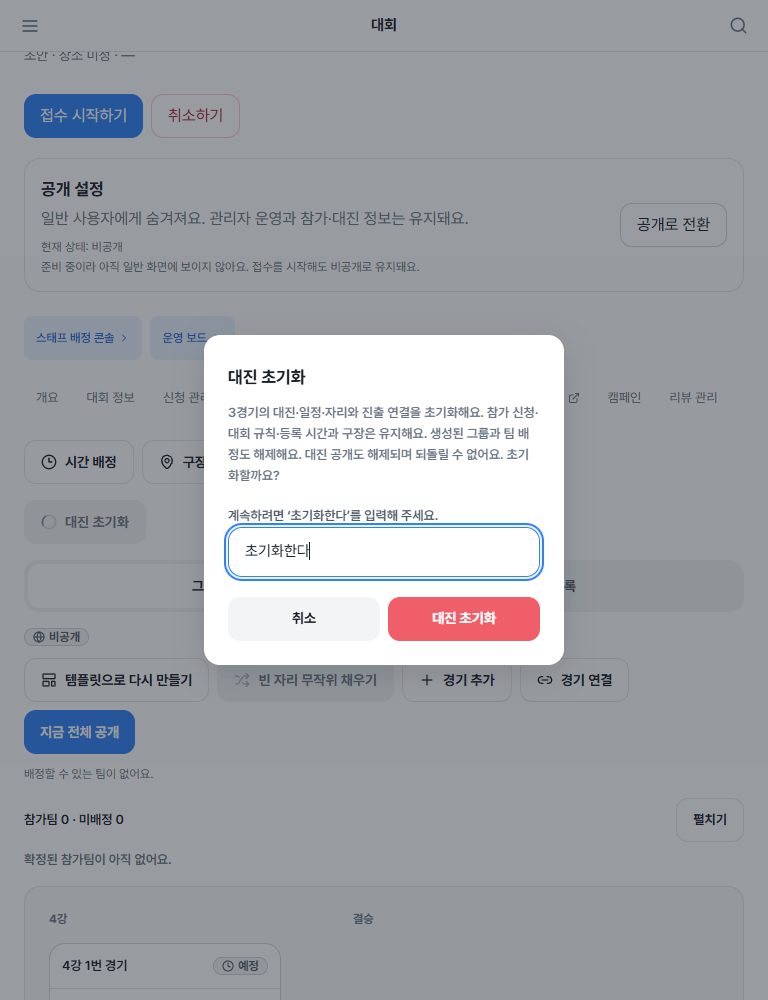 대회
초안 · 장소 미정 · —
접수 시작하기
취소하기
공개 설정
일반 사용자에게 숨겨져요. 관리자 운영과 참가·대진 정보는 유지돼요.
공개로 전환
현재 상태: 비공개
준비 중이라 아직 일반 화면에 보이지 않아요. 접수를 시작해도 비공개로 유지돼요.
스태프 배정 콘솔
운영 보드
개요
대회 정보
신청 관
캠페인
리뷰 관리
시간 배정
구장
대진 초기화
그
록
비공개
템플릿으로 다시 만들기
빈 자리 무작위 채우기
경기 추가
경기 연결
지금 전체 공개
배정할 수 있는 팀이 없어요.
참가팀 0 · 미배정 0
펼치기
확정된 참가팀이 아직 없어요.
4강
결승
4강 1번 경기
예정
대진 초기화
3경기의 대진·일정·자리와 진출 연결을 초기화해요. 참가 신청·
대회 규칙·등록 시간과 구장은 유지해요. 생성된 그룹과 팀 배
정도 해제해요. 대진 공개도 해제되며 되돌릴 수 없어요. 초기
화할까요?
계속하려면 ‘초기화한다’를 입력해 주세요.
초기화한다
취소
대진 초기화